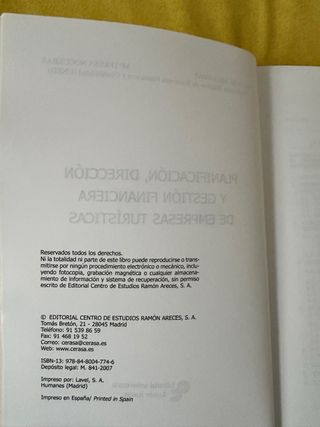 Mª TERESA NOGUERAS
PLANIFICACIÓN, DIRECCIÓN
Y GESTIÓN FINANCIERA
DE EMPRESAS TURÍSTICAS
Reservados todos los derechos.
Ni la totalidad ni parte de este libro puede reproducirse o trans-
mitirse por ningún procedimiento electrónico o mecánico, inclu-
yendo fotocopia, grabación magnética o cualquier almacena-
miento de información y sistema de recuperación, sin permiso
escrito de Editorial Centro de Estudios Ramón Areces, S. A.
© EDITORIAL CENTRO DE ESTUDIOS RAMÓN ARECES, S. A.
Tomás Bretón, 21 - 28045 Madrid
Teléfono: 91 539 86 59
Fax: 91 468 19 52
Correo: cerasa@cerasa.es
Web: www.cerasa.es
ISBN-13: 978-84-8004-774-6
Depósito legal: M. 841-2007
Impreso por: Lavel, S. A.
Humanes (Madrid)
Impreso en España/ Printed in Spain